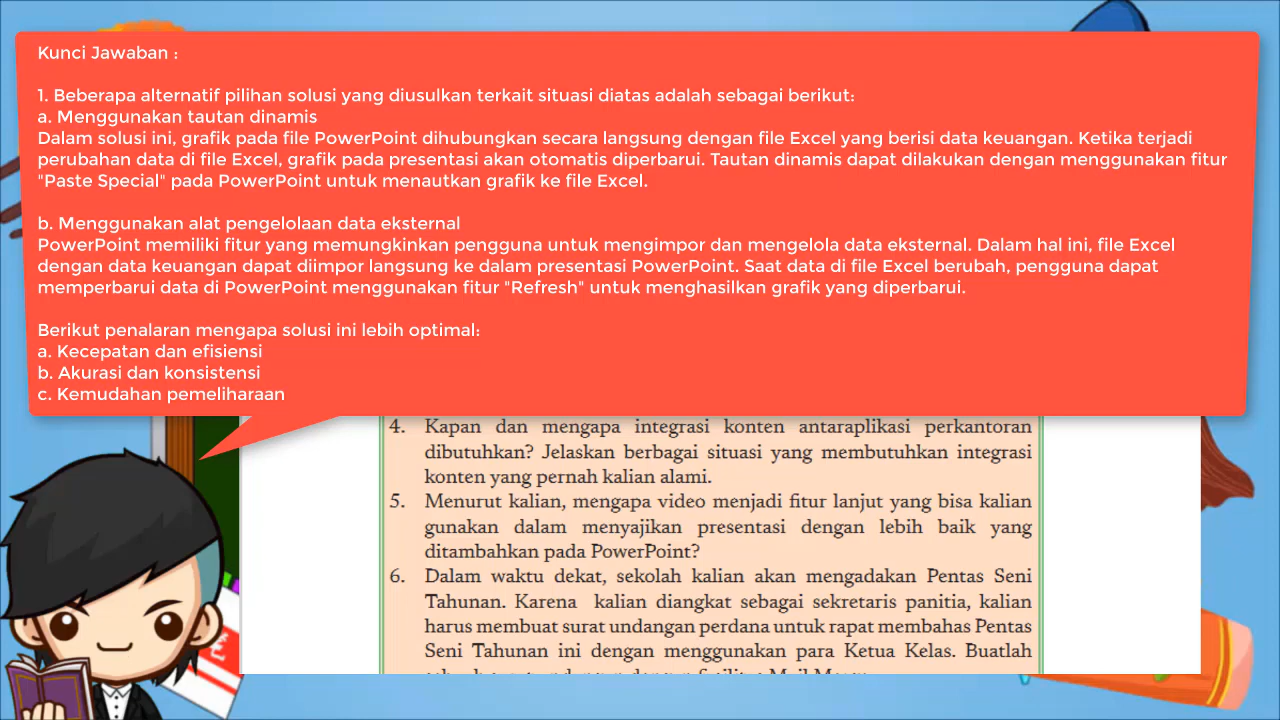 Kunci Jawaban :
1. Beberapa alternatif pilihan solusi yang diusulkan terkait situasi diatas adalah sebagai berikut:
a. Menggunakan tautan dinamis
Dalam solusi ini, grafik pada file PowerPoint dihubungkan secara langsung dengan file Excel yang berisi data keuangan. Ketika terjadi
perubahan data di file Excel, grafik pada presentasi akan otomatis diperbarui. Tautan dinamis dapat dilakukan dengan menggunakan fitur
"Paste Special" pada PowerPoint untuk menautkan grafik ke file Excel.
b. Menggunakan alat pengelolaan data eksternal
PowerPoint memiliki fitur yang memungkinkan pengguna untuk mengimpor dan mengelola data eksternal. Dalam hal ini, file Excel
dengan data keuangan dapat diimpor langsung ke dalam presentasi PowerPoint. Saat data di file Excel berubah, pengguna dapat
memperbarui data di PowerPoint menggunakan fitur "Refresh" untuk menghasilkan grafik yang diperbarui.
Berikut penalaran mengapa solusi ini lebih optimal:
a. Kecepatan dan efisiensi
b. Akurasi dan konsistensi
c. Kemudahan pemeliharaan
4. Kapan dan mengapa integrasi konten antaraplikasi perkantoran
dibutuhkan? Jelaskan berbagai situasi yang membutuhkan integrasi
konten yang pernah kalian alami.
5. Menurut kalian, mengapa video menjadi fitur lanjut yang bisa kalian
gunakan dalam menyajikan presentasi dengan lebih baik yang
ditambahkan pada PowerPoint?
6. Dalam waktu dekat, sekolah kalian akan mengadakan Pentas Seni
Tahunan. Karena kalian diangkat sebagai sekretaris panitia, kalian
harus membuat surat undangan perdana untuk rapat membahas Pentas
Seni Tahunan ini dengan menggunakan para Ketua Kelas. Buatlah